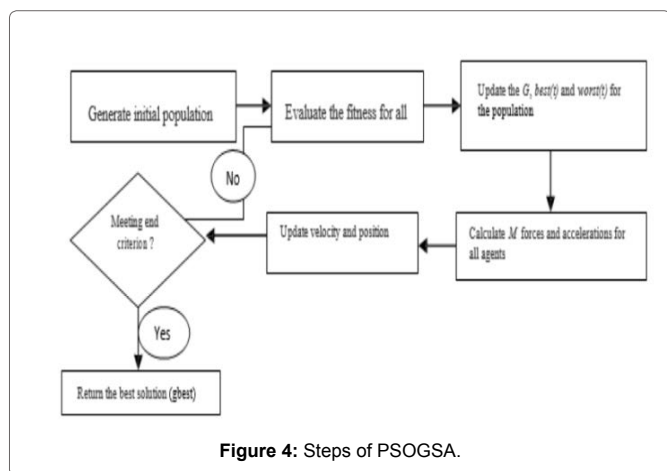 Generate initial population
Evaluate the fitness for all
Update the G, best(t) and worst(t) for
the population
No
Meeting end
criterion ?
Update velocity and position
Calculate M forces and accelerations for
all agents
Yes
Return the best solution (gbest)
Figure 4: Steps of PSOGSA.